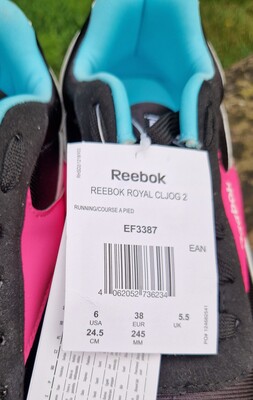 Reebok
REEBOK ROYAL CLJOG 2
RUNNING/COURSE A PIED
EF3387
EAN
4 062052 736234
6 38 5.5
USA EUR UK
24.5 245
CM MM